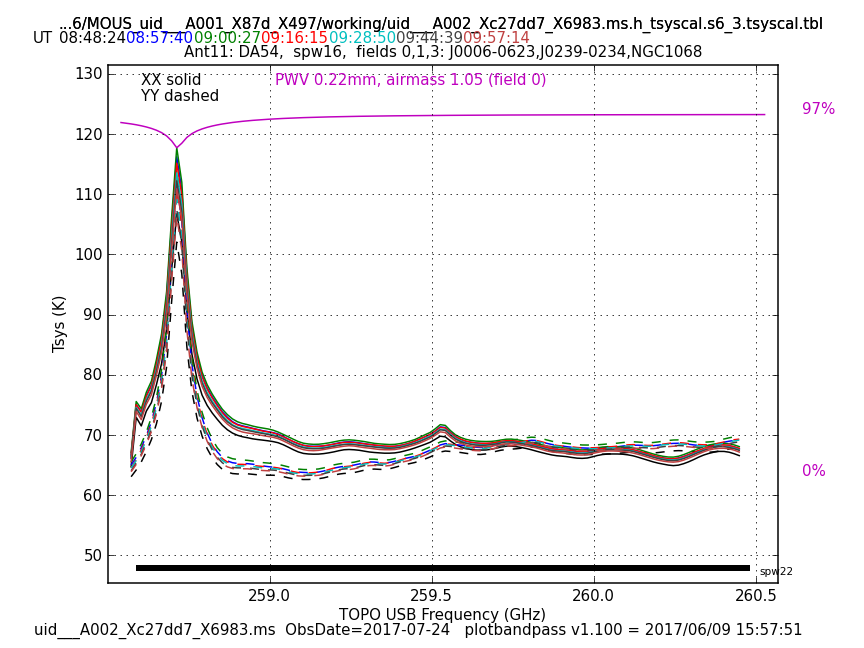 ...6/MOUS_uid___A001_X87d_X497/working/uid___A002_Xc27dd7_X6983.ms.h_tsyscal.s6_3.tsyscal.tbl
UT 08:48:24 08:57:40 09:00:27 09:16:15 09:28:50 09:44:39 09:57:14
Ant11: DA54, spw16, fields 0,1,3: J0006-0623,J0239-0234,NGC1068
XX solid
YY dashed
PWV 0.22mm, airmass 1.05 (field 0)
97%
0%
130
120
110
100
90
80
70
60
50
Tsys (K)
spw22
259.0 259.5 260.0 260.5
TOPO USB Frequency (GHz)
uid___A002_Xc27dd7_X6983.ms ObsDate=2017-07-24 plotbandpass v1.100 = 2017/06/09 15:57:51